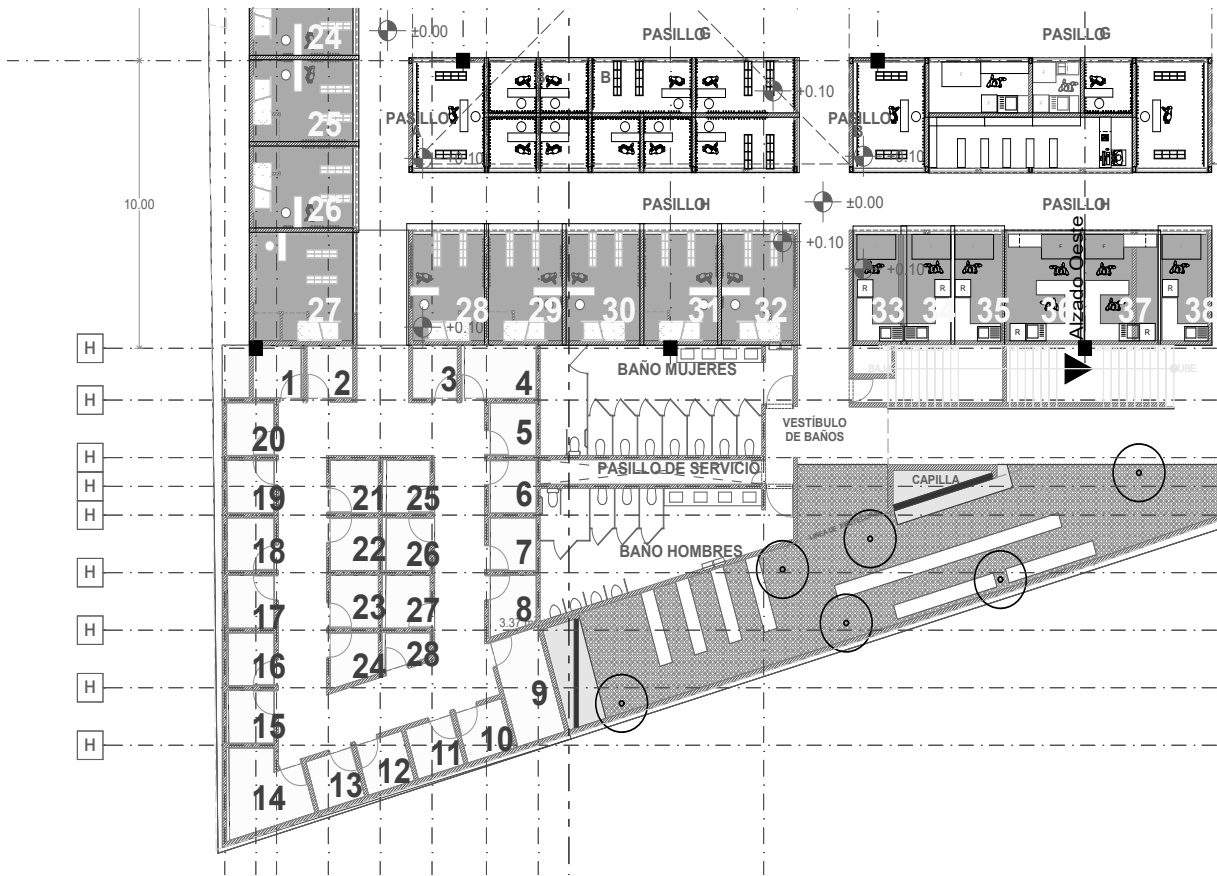 24
±0.00
PASILLO G
PASILLO G
B
B
25
+0.10
PASILLO
A
+0.10
PASILLO
B
+0.10
10.00
26
PASILLO H
±0.00
PASILLO H
+0.10
+0.10
27
28
29
30
31
32
+0.10
33
34
35
36
37
38
R
R
R
R
R
Alzado Oeste
H
1
2
3
4
BAÑO MUJERES
BAJA
SUBE
H
20
5
VESTÍBULO
DE BAÑOS
H
19
21
25
6
PASILLO DE SERVICIO
CAPILLA
H
H
18
22
26
7
BAÑO HOMBRES
H
17
23
27
8
3.37
H
16
24
28
9
H
15
10
11
H
14
13
12